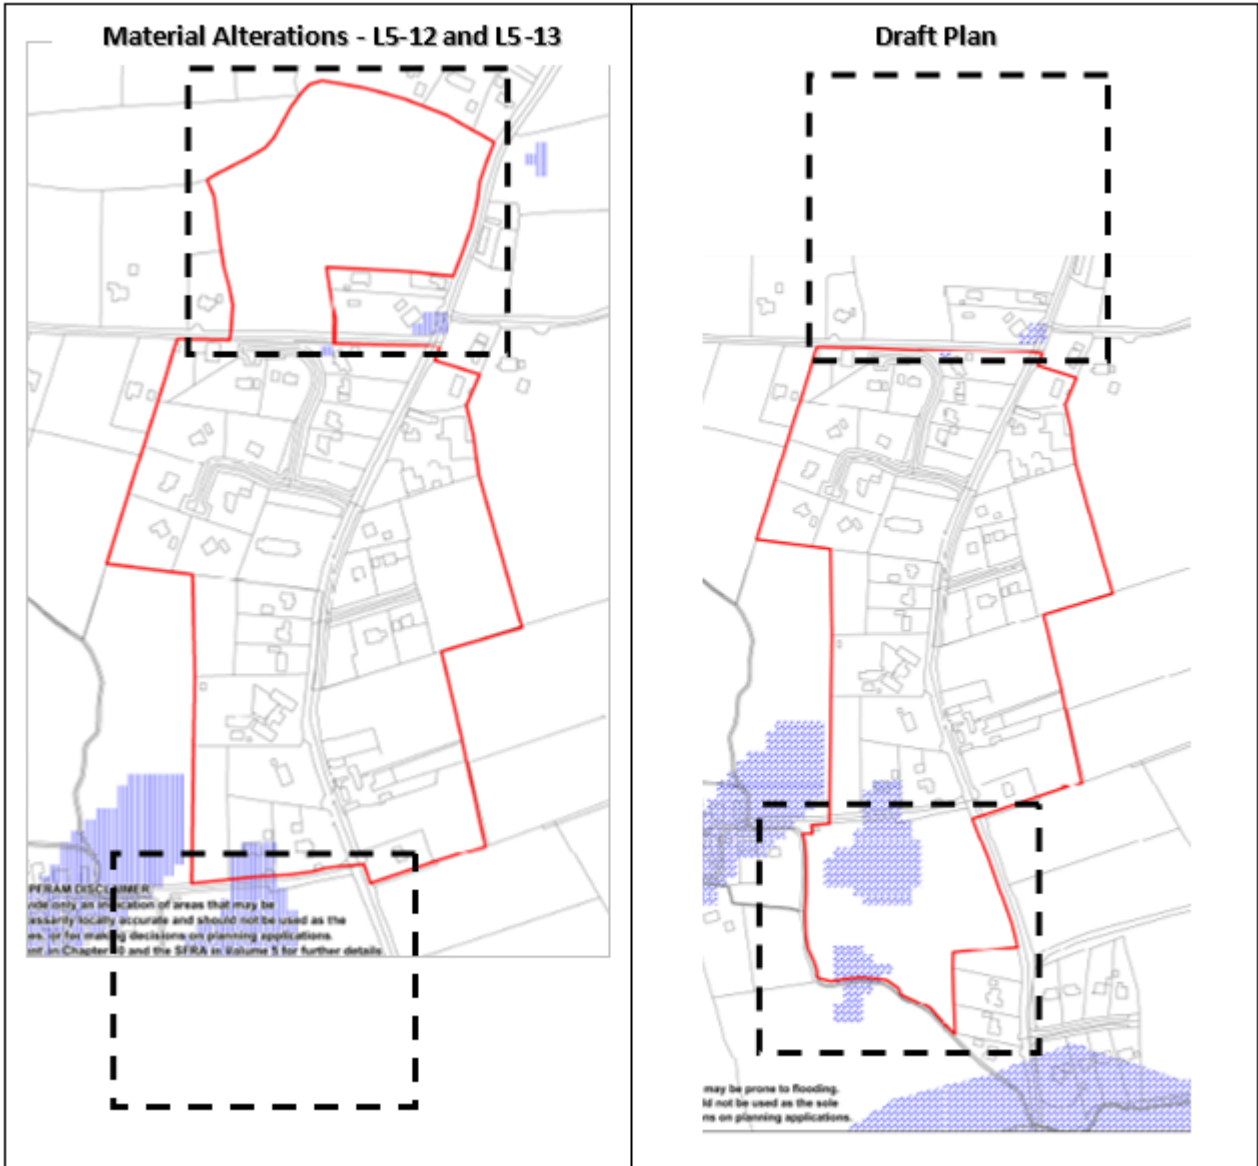 Material Alterations - L5-12 and L5-13
Draft Plan
PFRAM DISCLAIMER
vide only an indication of areas that may be
essarily locally accurate and should not be used as the
es, or for making decisions on planning applications.
int in Chapter 10 and the SFRA in Volume 5 for further details
may be prone to flooding.
ld not be used as the sole
ns on planning applications.